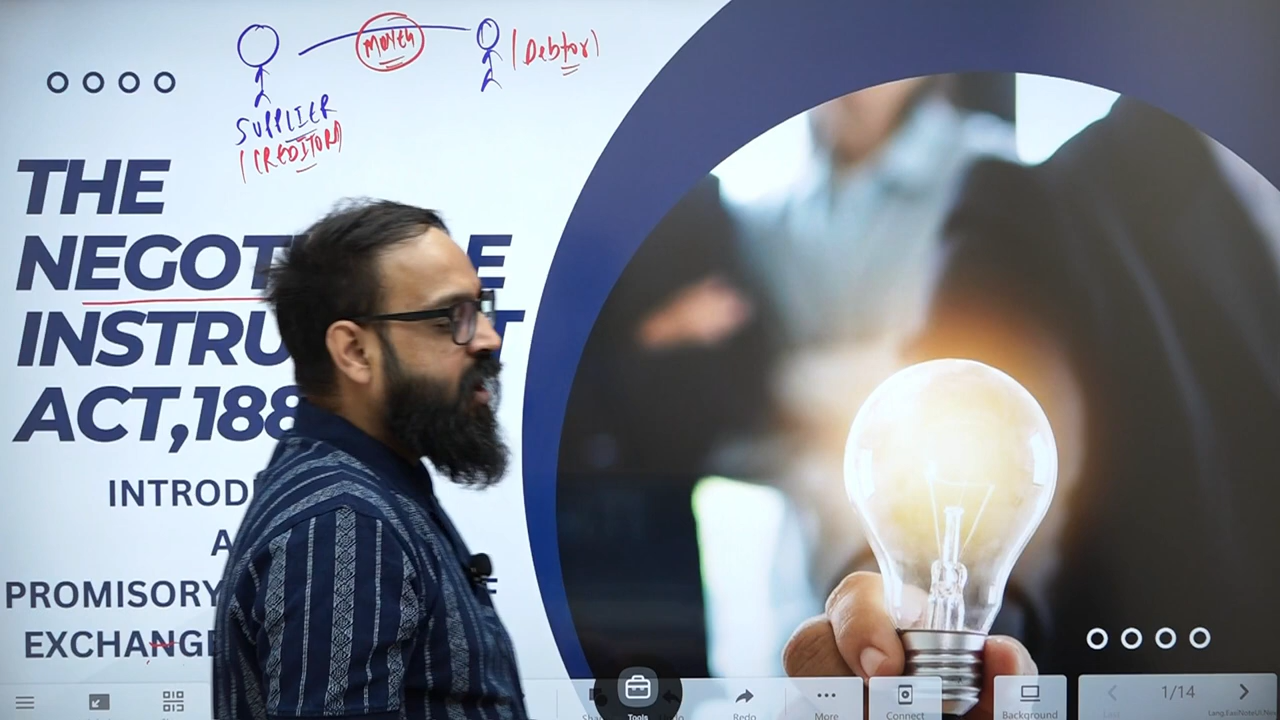 MONEY
(Debtor)
SUPPLIER
(CREDITOR)
THE
NEGOT E
INSTRU T
ACT,188
INTROD
A
PROMISORY
EXCHANGE
Tools
Redo
More
Connect
Background
1/14